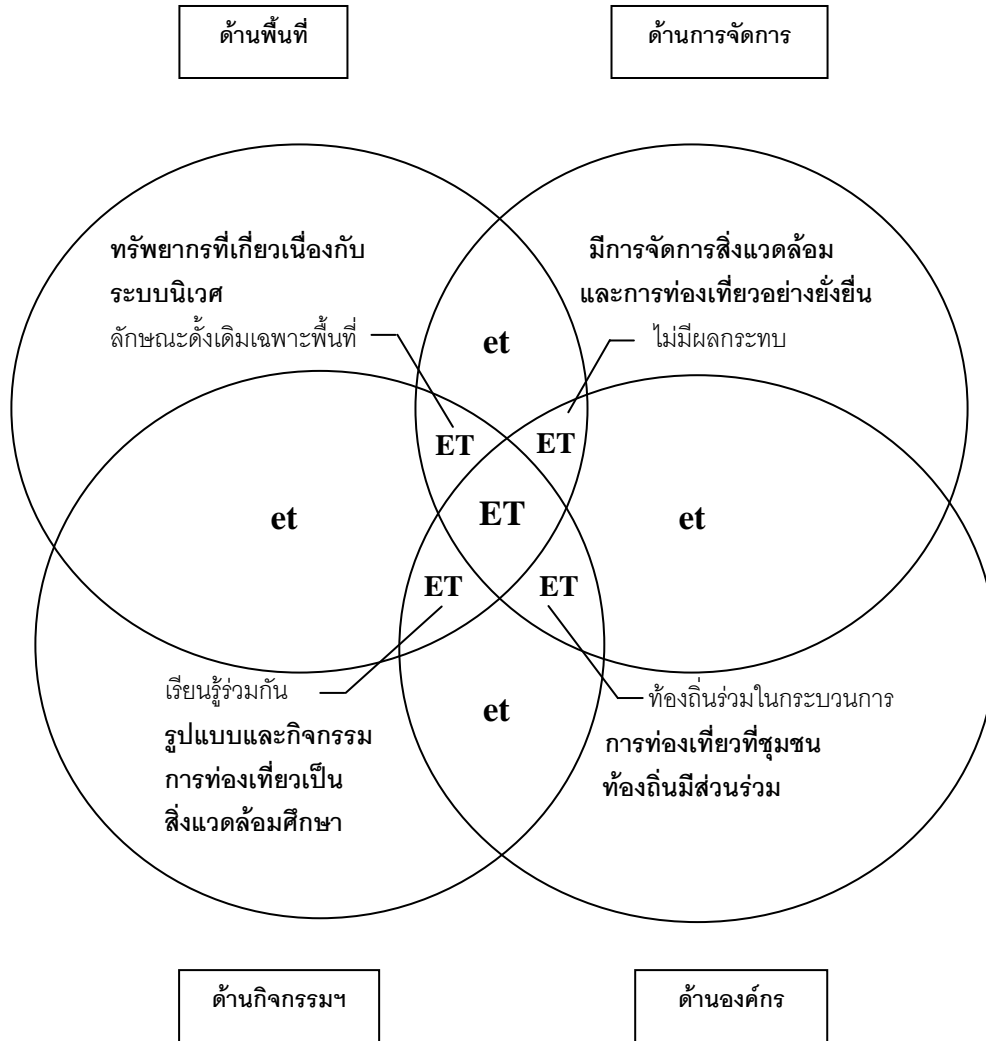 ด้านพื้นที่
ด้านการจัดการ
ทรัพยากรที่เกี่ยวเนื่องกับ
ระบบนิเวศ
ลักษณะดั้งเดิมเฉพาะพื้นที่
มีการจัดการสิ่งแวดล้อม
และการท่องเที่ยวอย่างยั่งยืน
ไม่มีผลกระทบ
et
ET
ET
et
ET
et
ET
ET
เรียนรู้ร่วมกัน
รูปแบบและกิจกรรม
การท่องเที่ยวเป็น
สิ่งแวดล้อมศึกษา
et
ท้องถิ่นร่วมในกระบวนการ
การท่องเที่ยวที่ชุมชน
ท้องถิ่นมีส่วนร่วม
ด้านกิจกรรมฯ
ด้านองค์กร